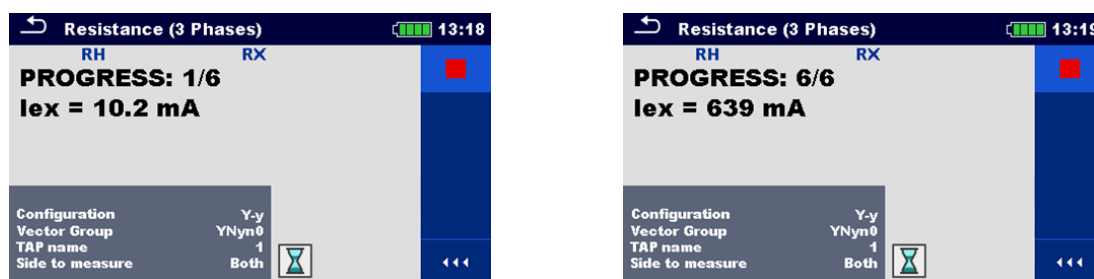 Resistance (3 Phases) 13:18
RH RX
PROGRESS: 1/6
Iex = 10.2 mA
Configuration Y-y
Vector Group YNyn0
TAP name 1
Side to measure Both
Resistance (3 Phases) 13:19
RH RX
PROGRESS: 6/6
Iex = 639 mA
Configuration Y-y
Vector Group YNyn0
TAP name 1
Side to measure Both